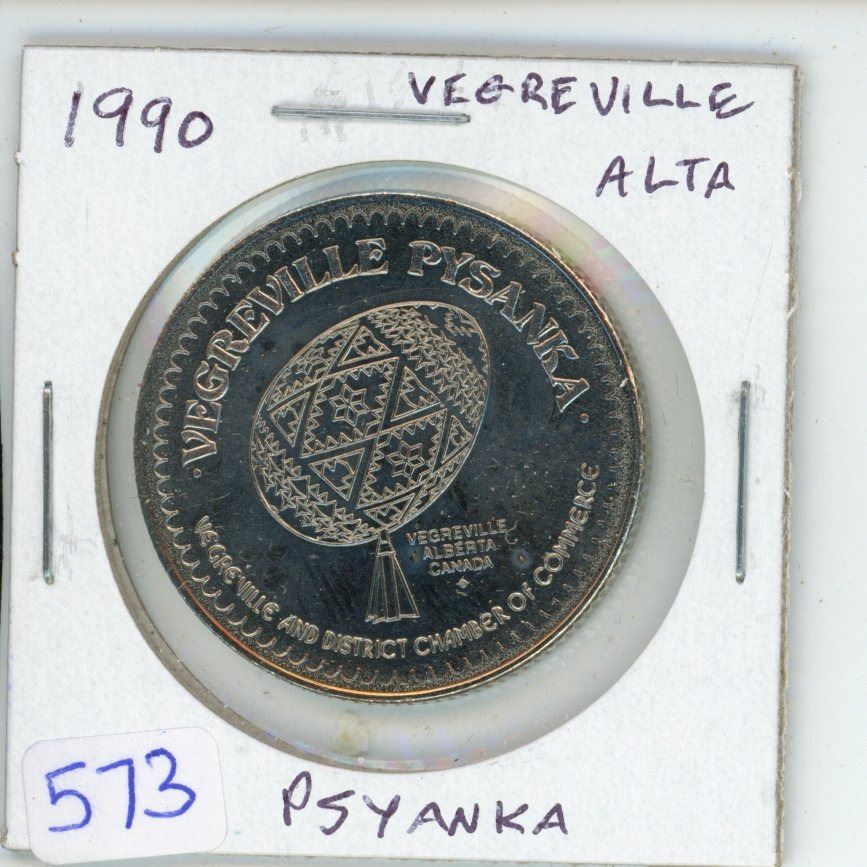 1990
VEGREVILLE
ALTA
· VEGREVILLE PYSANKA ·
VEGREVILLE
ALBERTA
CANADA
VEGREVILLE AND DISTRICT CHAMBER OF COMMERCE
573
PSYANKA